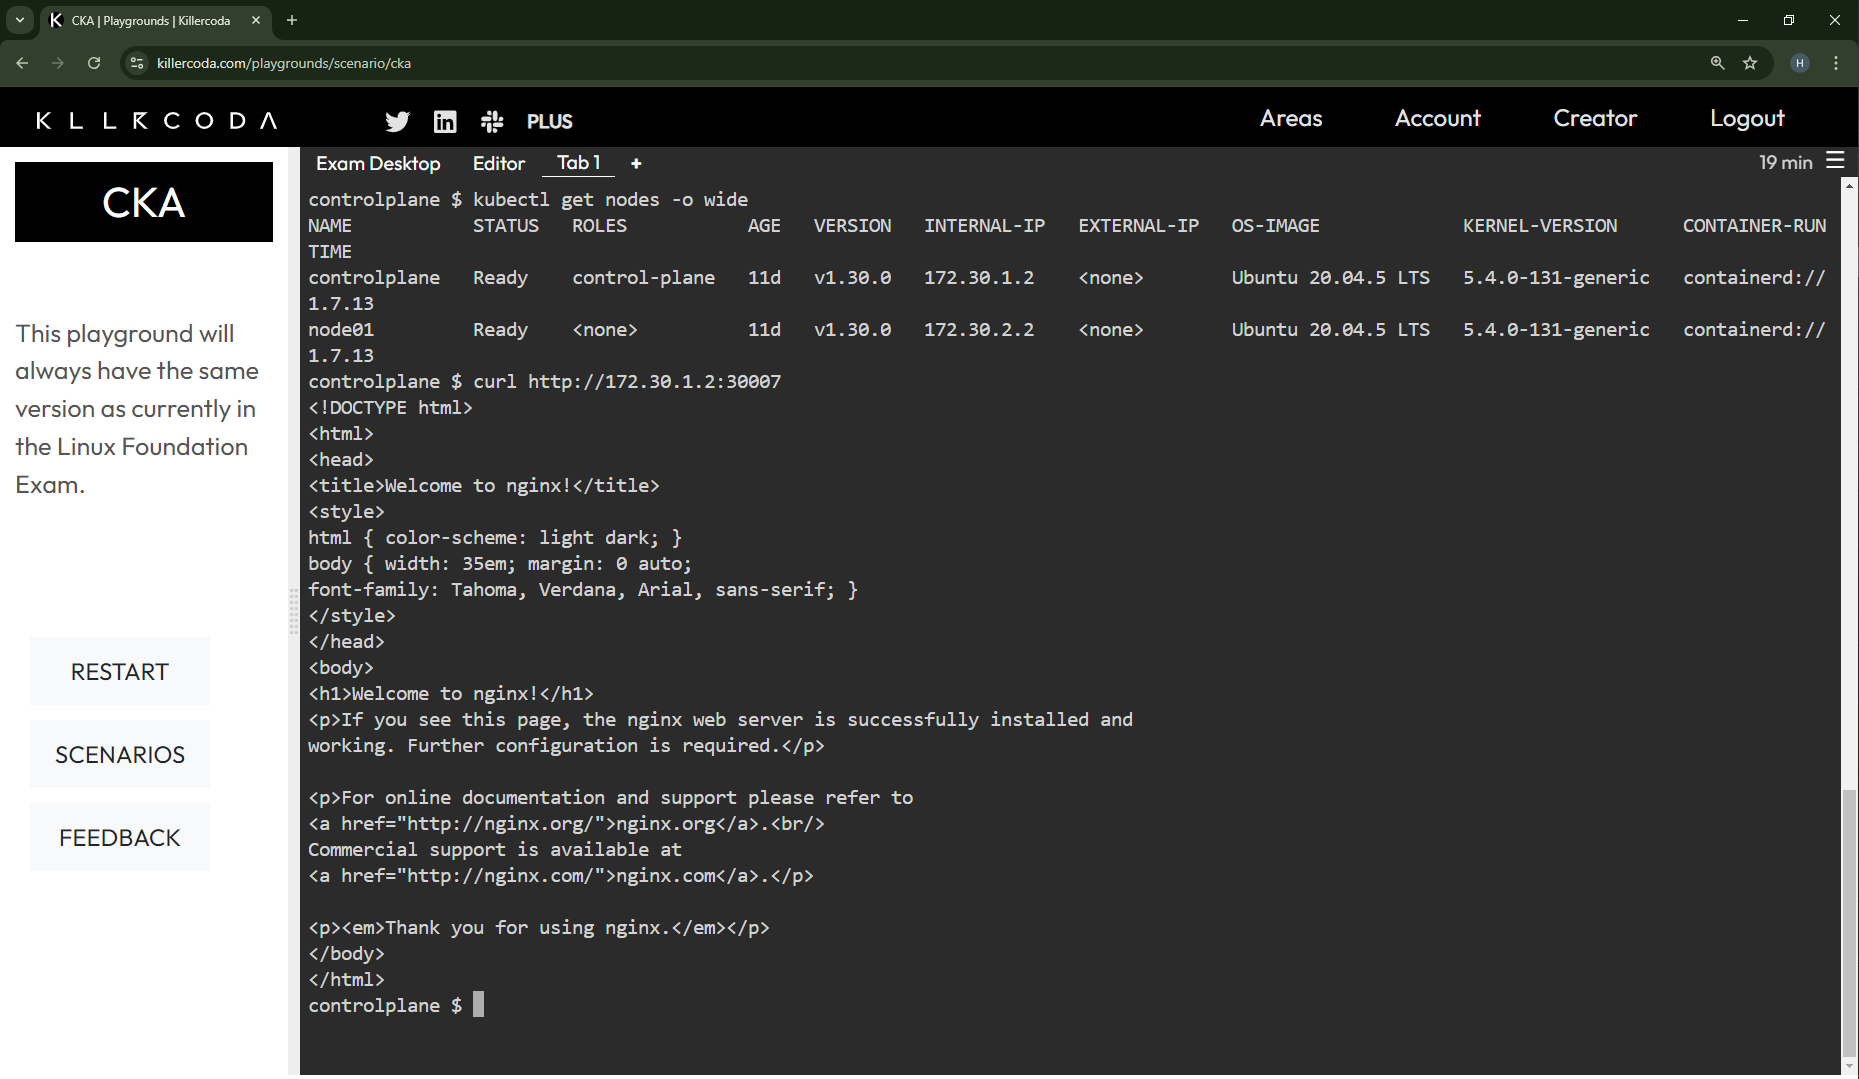 CKA | Playgrounds | Killercoda
killercoda.com/playgrounds/scenario/cka
H
KLLRCODA
PLUS
Areas
Account
Creator
Logout
CKA
This playground will
always have the same
version as currently in
the Linux Foundation
Exam.
RESTART
SCENARIOS
FEEDBACK
Exam Desktop Editor Tab 1 +
19 min
controlplane $ kubectl get nodes -o wide
NAME STATUS ROLES AGE VERSION INTERNAL-IP EXTERNAL-IP OS-IMAGE KERNEL-VERSION CONTAINER-RUN
TIME
controlplane Ready control-plane 11d v1.30.0 172.30.1.2 <none> Ubuntu 20.04.5 LTS 5.4.0-131-generic containerd://
1.7.13
node01 Ready <none> 11d v1.30.0 172.30.2.2 <none> Ubuntu 20.04.5 LTS 5.4.0-131-generic containerd://
1.7.13
controlplane $ curl http://172.30.1.2:30007
<!DOCTYPE html>
<html>
<head>
<title>Welcome to nginx!</title>
<style>
html { color-scheme: light dark; }
body { width: 35em; margin: 0 auto;
font-family: Tahoma, Verdana, Arial, sans-serif; }
</style>
</head>
<body>
<h1>Welcome to nginx!</h1>
<p>If you see this page, the nginx web server is successfully installed and
working. Further configuration is required.</p>
<p>For online documentation and support please refer to
<a href="http://nginx.org/">nginx.org</a>.<br/>
Commercial support is available at
<a href="http://nginx.com/">nginx.com</a>.</p>
<p><em>Thank you for using nginx.</em></p>
</body>
</html>
controlplane $